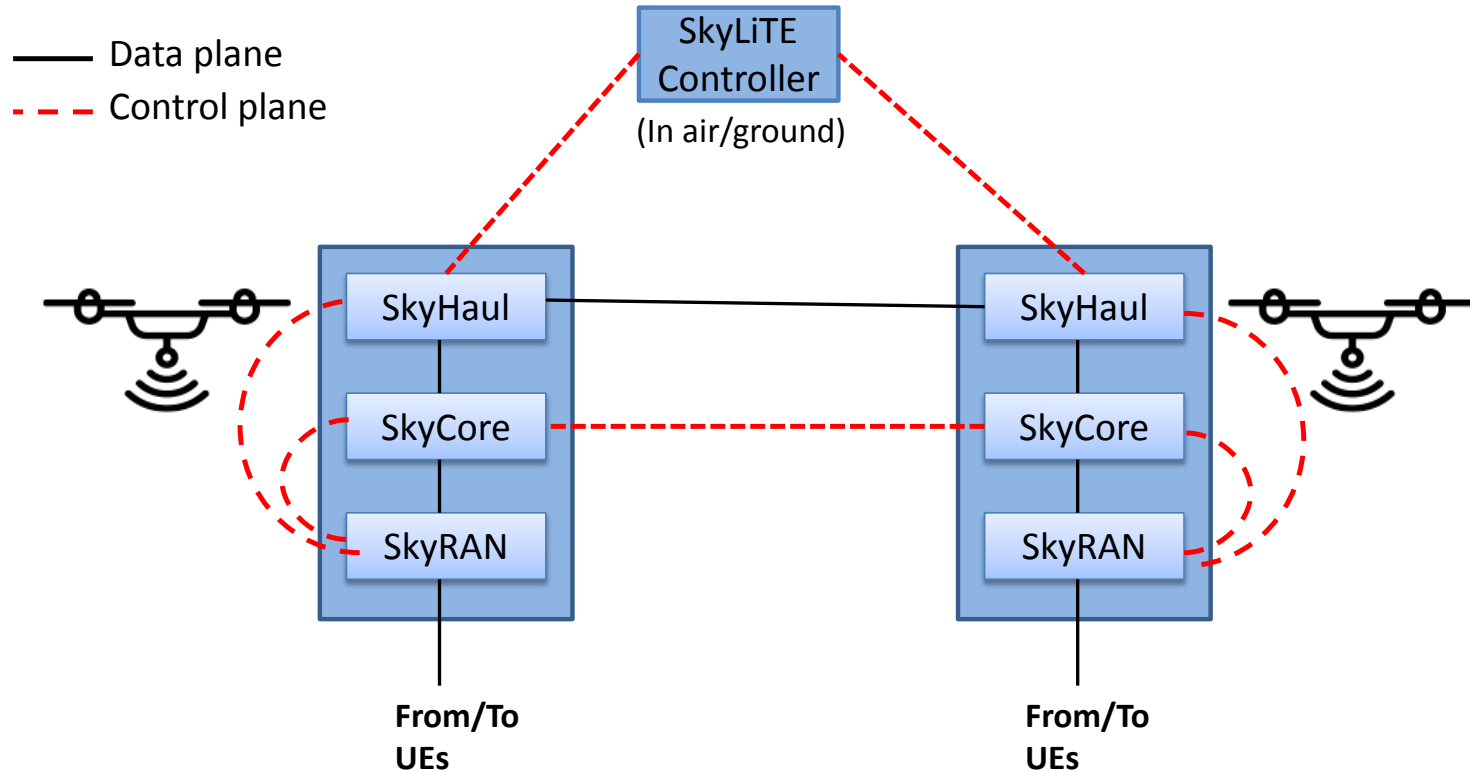 Data plane
Control plane
SkyLiTE
Controller
(In air/ground)
SkyHaul
SkyCore
SkyRAN
From/To
UEs
SkyHaul
SkyCore
SkyRAN
From/To
UEs